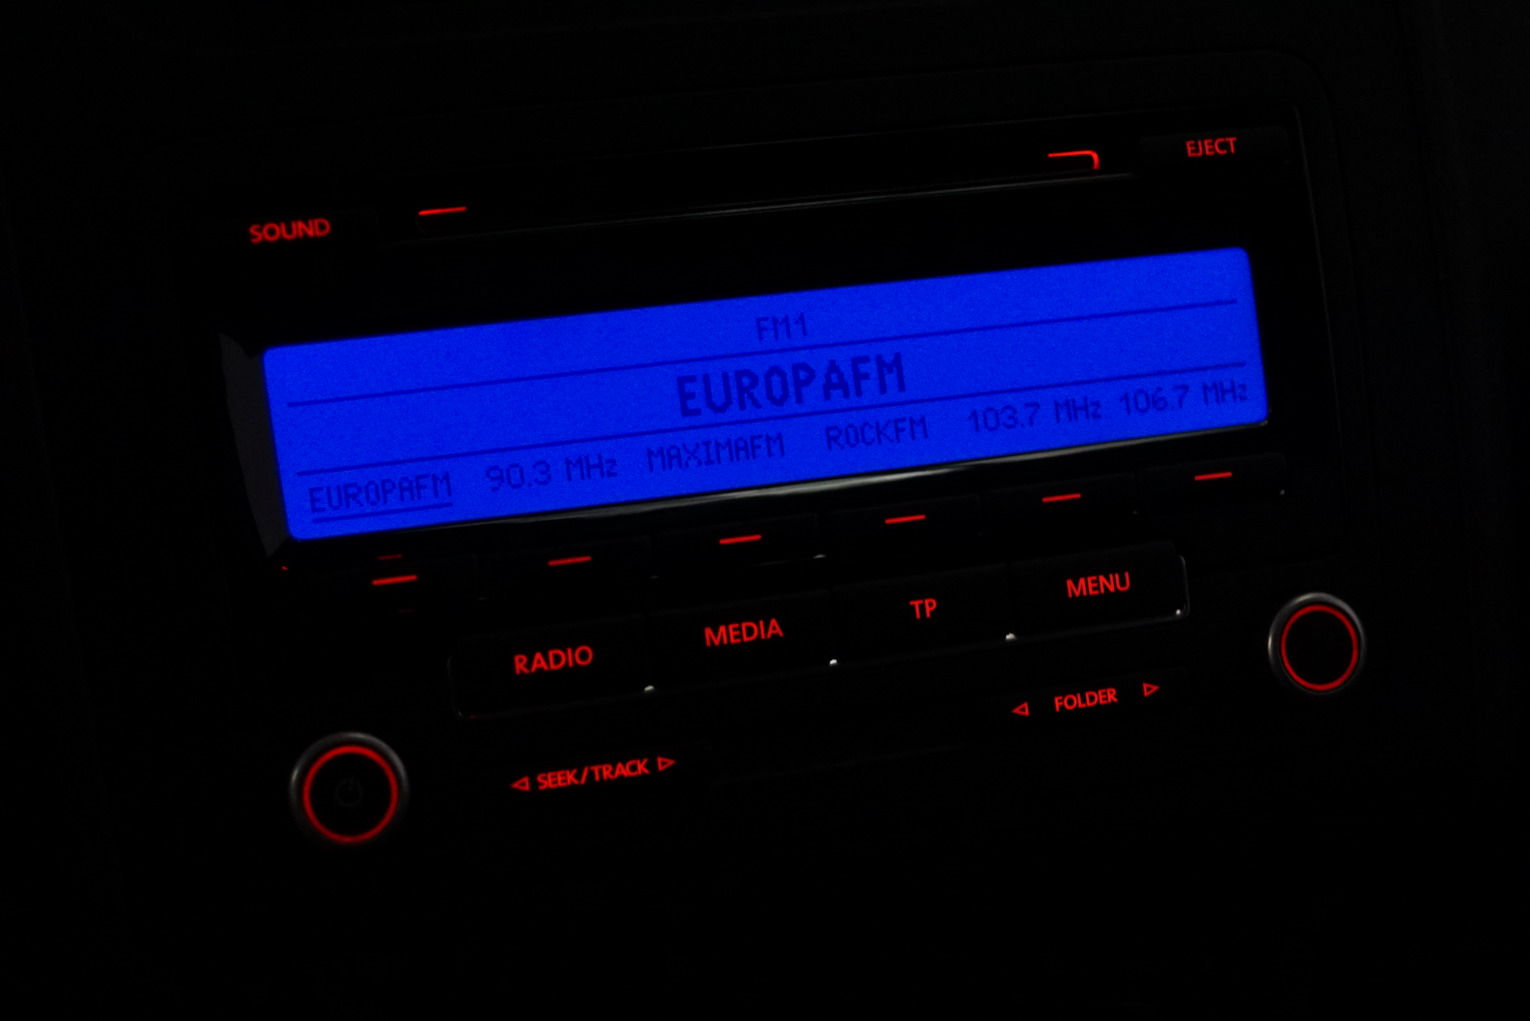 SOUND
EJECT
FM1
EUROPAFM
EUROPAFM 90.3 MHz MAXIMAFM ROCKFM 103.7 MHz 106.7 MHz
RADIO MEDIA TP MENU
SEEK/TRACK
FOLDER